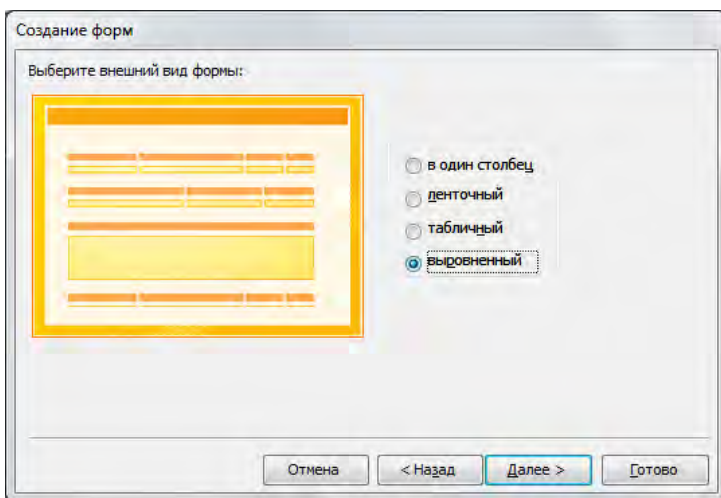 Создание форм
Выберите внешний вид формы:
в один столбец
ленточный
табличный
выровненный
Отмена
< Назад
Далее >
Готово